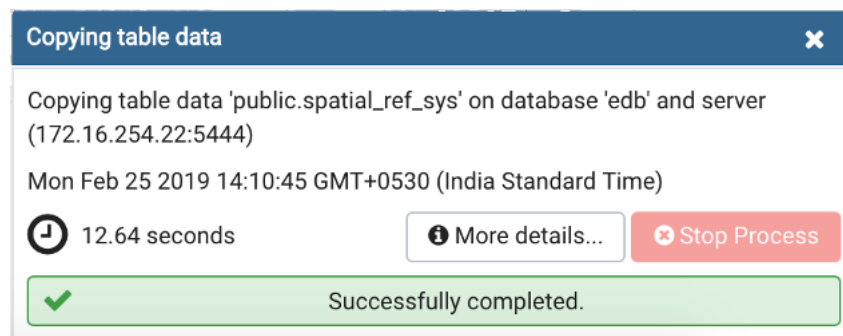 Copying table data
Copying table data 'public.spatial_ref_sys' on database 'edb' and server
(172.16.254.22:5444)
Mon Feb 25 2019 14:10:45 GMT+0530 (India Standard Time)
12.64 seconds
More details...
Stop Process
Successfully completed.